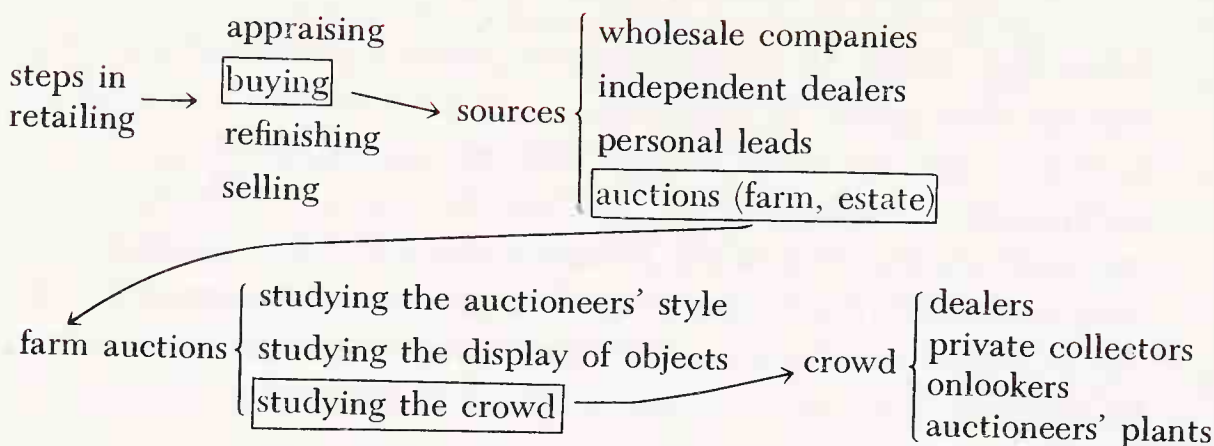 steps in
retailing
appraising
buying
refinishing
selling
sources
wholesale companies
independent dealers
personal leads
auctions (farm, estate)
farm auctions
studying the auctioneers’ style
studying the display of objects
studying the crowd
crowd
dealers
private collectors
onlookers
auctioneers’ plants